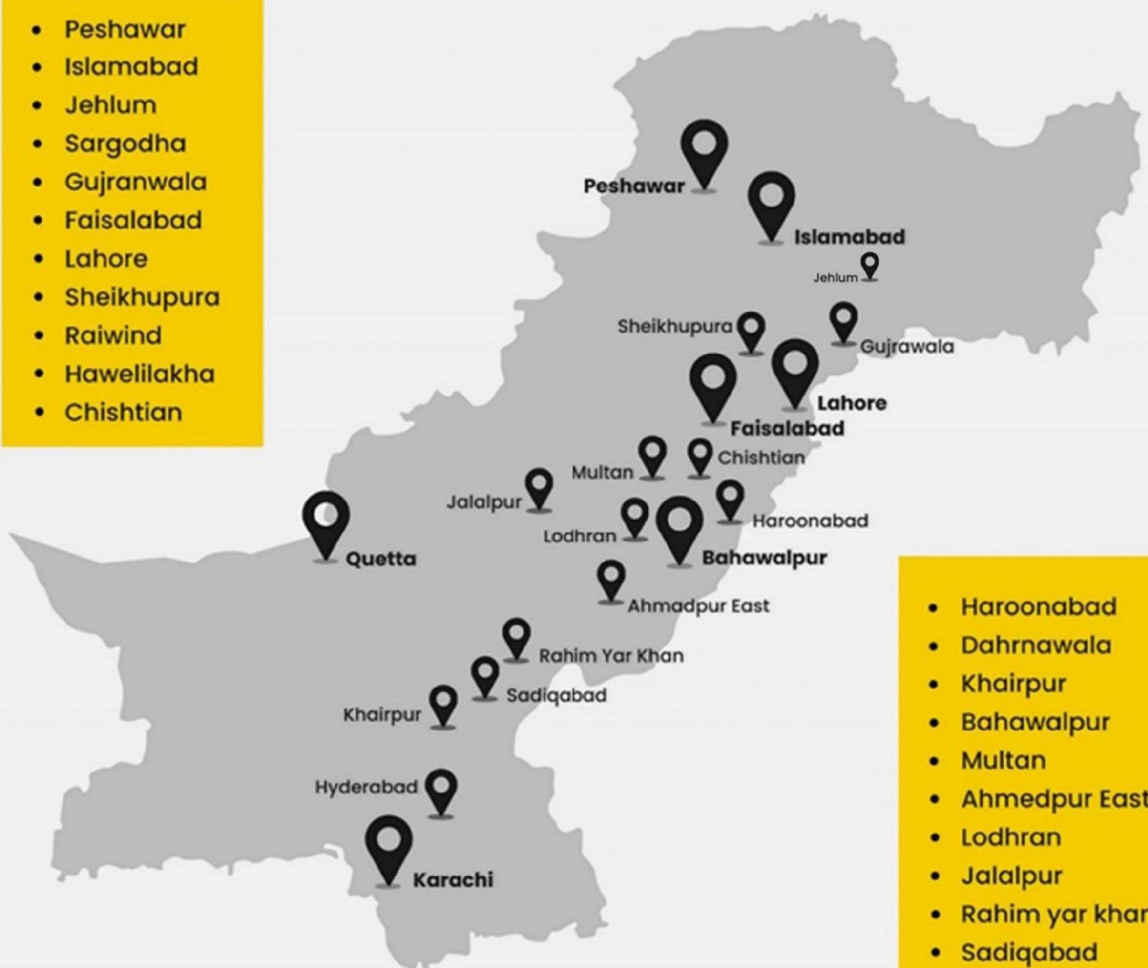 • Peshawar
• Islamabad
• Jehlum
• Sargodha
• Gujranwala
• Faisalabad
• Lahore
• Sheikhupura
• Raiwind
• Hawelilakha
• Chishtian
Peshawar
Islamabad
Jehlum
Sheikhupura
Gujrawala
Lahore
Faisalabad
Multan
Chishtian
Jalalpur
Haroonabad
Lodhran
Quetta
Bahawalpur
Ahmadpur East
Rahim Yar Khan
Sadiqabad
Khairpur
Hyderabad
Karachi
• Haroonabad
• Dahrnawala
• Khairpur
• Bahawalpur
• Multan
• Ahmedpur East
• Lodhran
• Jalalpur
• Rahim yar khan
• Sadiqabad